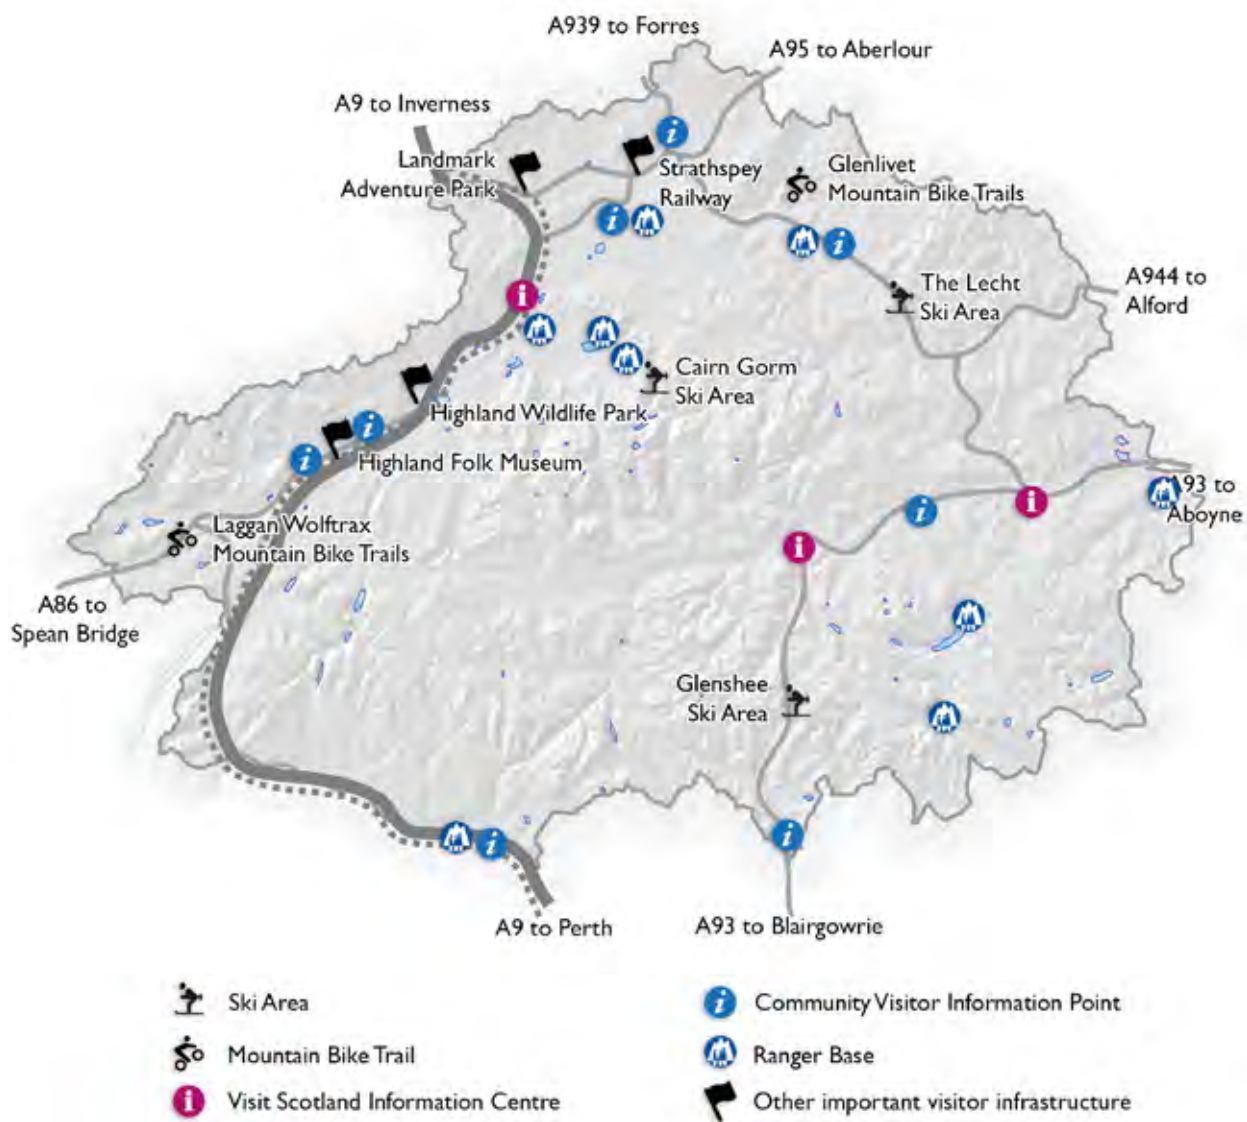 A939 to Forres
A95 to Aberlour
A9 to Inverness
Landmark
Adventure Park
Strathspey
Railway
Glenlivet
Mountain Bike Trails
A944 to
Alford
The Lecht
Ski Area
Cairn Gorm
Ski Area
Highland Wildlife Park
Highland Folk Museum
A93 to
Aboyne
Laggan Wolftrax
Mountain Bike Trails
A86 to
Spean Bridge
Glenshee
Ski Area
A9 to Perth
A93 to Blairgowrie
Ski Area
Community Visitor Information Point
Mountain Bike Trail
Ranger Base
Visit Scotland Information Centre
Other important visitor infrastructure